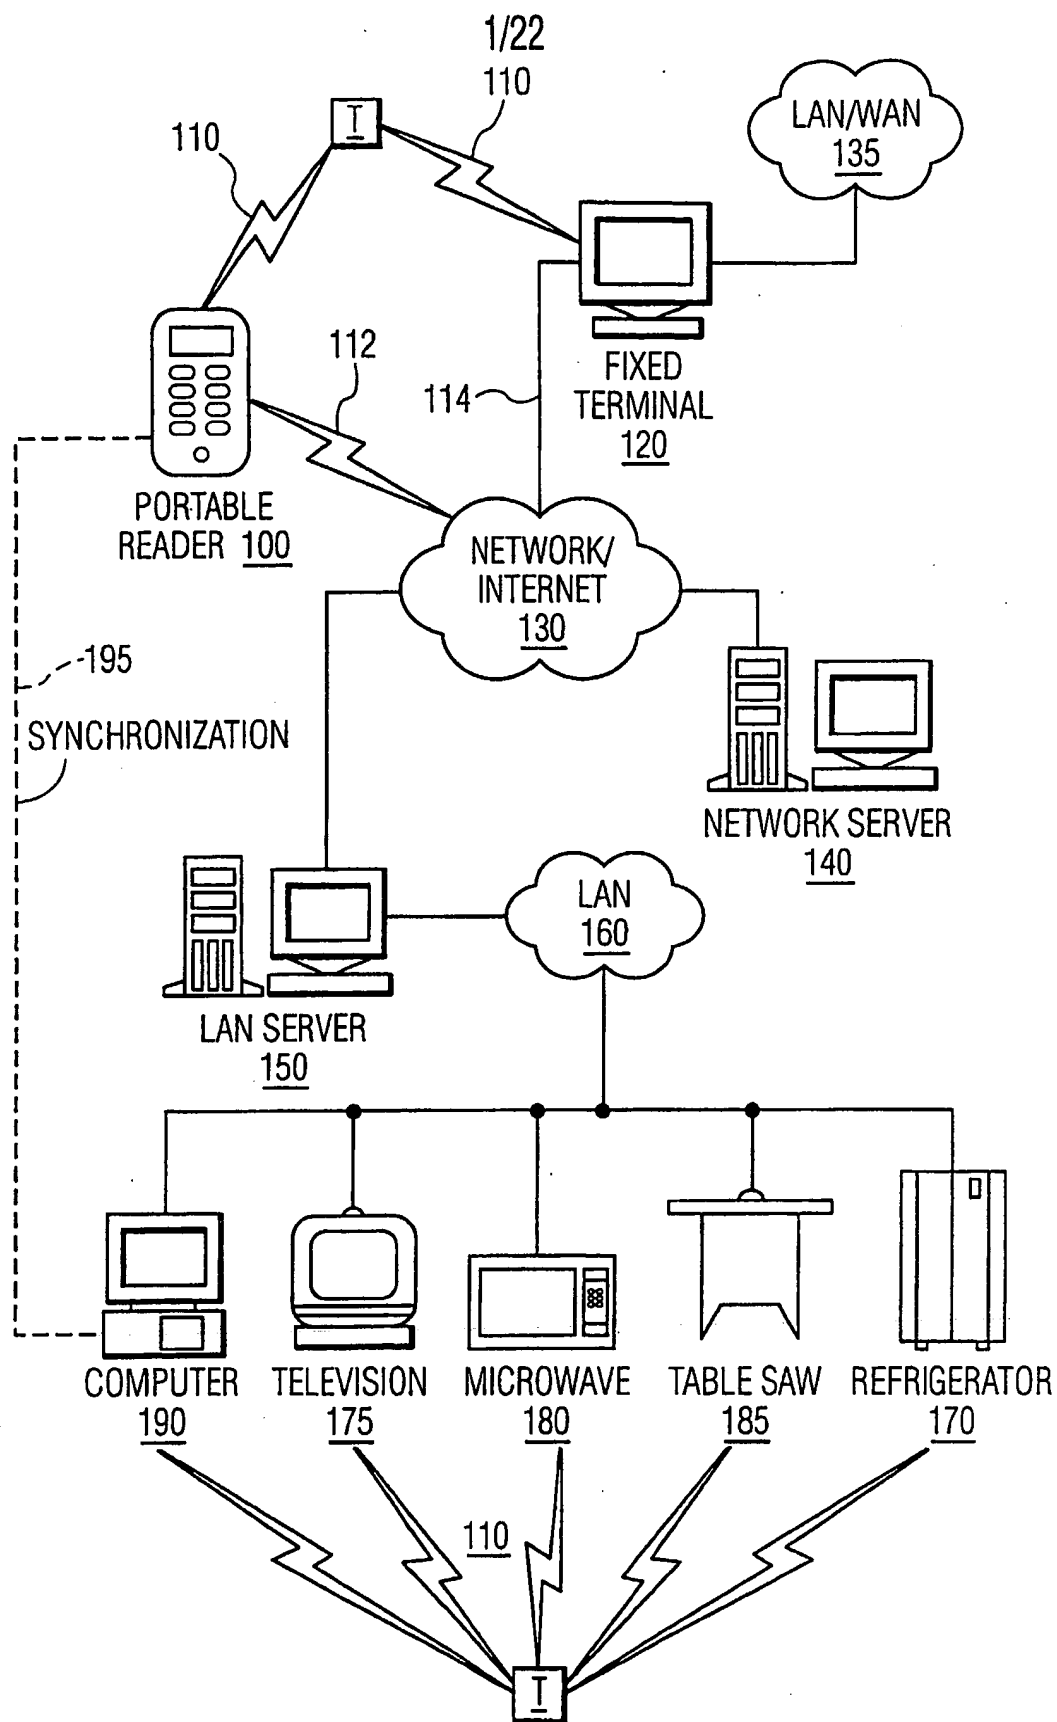 1/22
110
110
T
LAN/WAN
135
112
114
FIXED
TERMINAL
120
PORTABLE
READER 100
NETWORK/
INTERNET
130
195
SYNCHRONIZATION
NETWORK SERVER
140
LAN
160
LAN SERVER
150
COMPUTER
190
TELEVISION
175
MICROWAVE
180
TABLE SAW
185
REFRIGERATOR
170
110
T